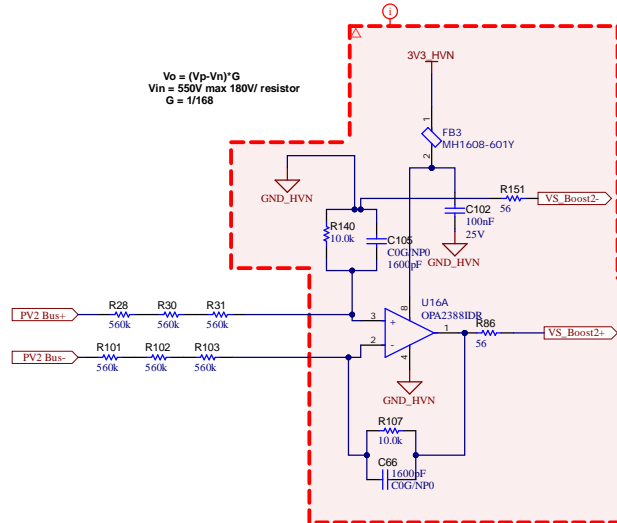 i
Vo = (Vp-Vn)*G
Vin = 550V max 180V/ resistor
G = 1/168
3V3_HVN
1
FB3
MH1608-601Y
2
GND_HVN
R151
56
VS_Boost2-
C102
100nF
25V
GND_HVN
R140
10.0k
C105
C0G/NP0
1600pF
U16A
OPA2388IDR
PV2 Bus+
R28
560k
R30
560k
R31
560k
3
+
8
1
R86
56
VS_Boost2+
PV2 Bus-
R101
560k
R102
560k
R103
560k
2
-
4
GND_HVN
R107
10.0k
C66
1600pF
C0G/NP0